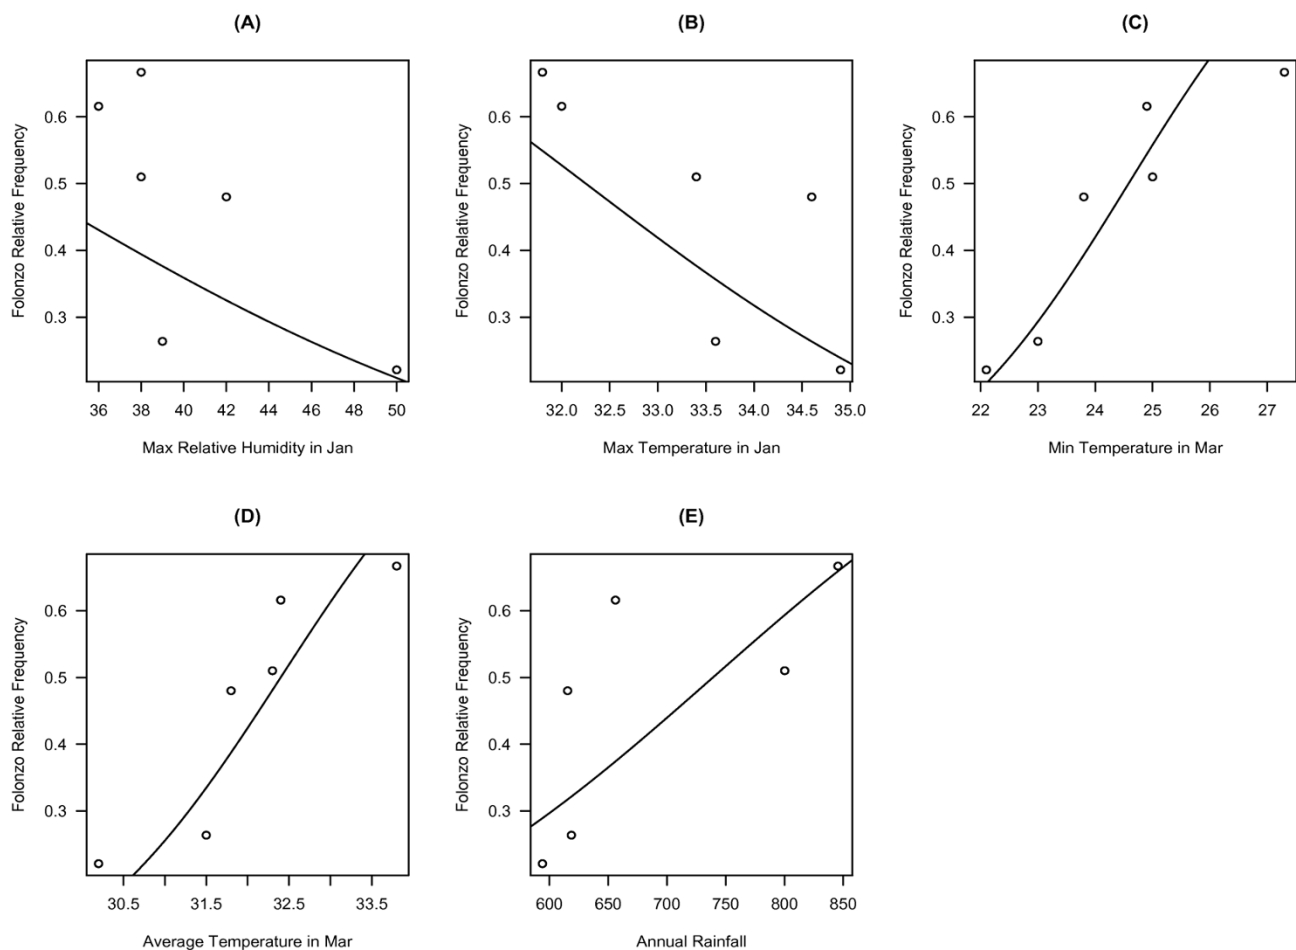 (A)
Folonzo Relative Frequency
0.6
0.5
0.4
0.3
36 38 40 42 44 46 48 50
Max Relative Humidity in Jan
(B)
Folonzo Relative Frequency
0.6
0.5
0.4
0.3
32.0 32.5 33.0 33.5 34.0 34.5 35.0
Max Temperature in Jan
(C)
Folonzo Relative Frequency
0.6
0.5
0.4
0.3
22 23 24 25 26 27
Min Temperature in Mar
(D)
Folonzo Relative Frequency
0.6
0.5
0.4
0.3
30.5 31.5 32.5 33.5
Average Temperature in Mar
(E)
Folonzo Relative Frequency
0.6
0.5
0.4
0.3
600 650 700 750 800 850
Annual Rainfall